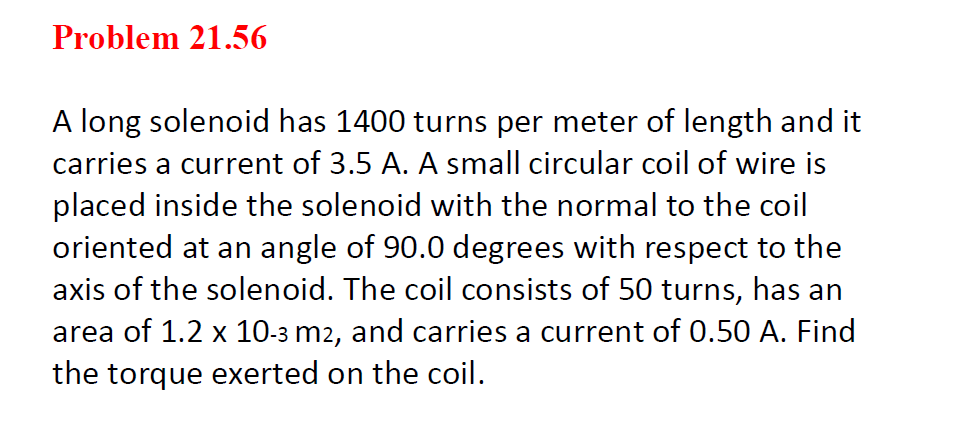 Problem 21.56
A long solenoid has 1400 turns per meter of length and it
carries a current of 3.5 A. A small circular coil of wire is
placed inside the solenoid with the normal to the coil
oriented at an angle of 90.0 degrees with respect to the
axis of the solenoid. The coil consists of 50 turns, has an
area of 1.2 x 10-3 m2, and carries a current of 0.50 A. Find
the torque exerted on the coil.